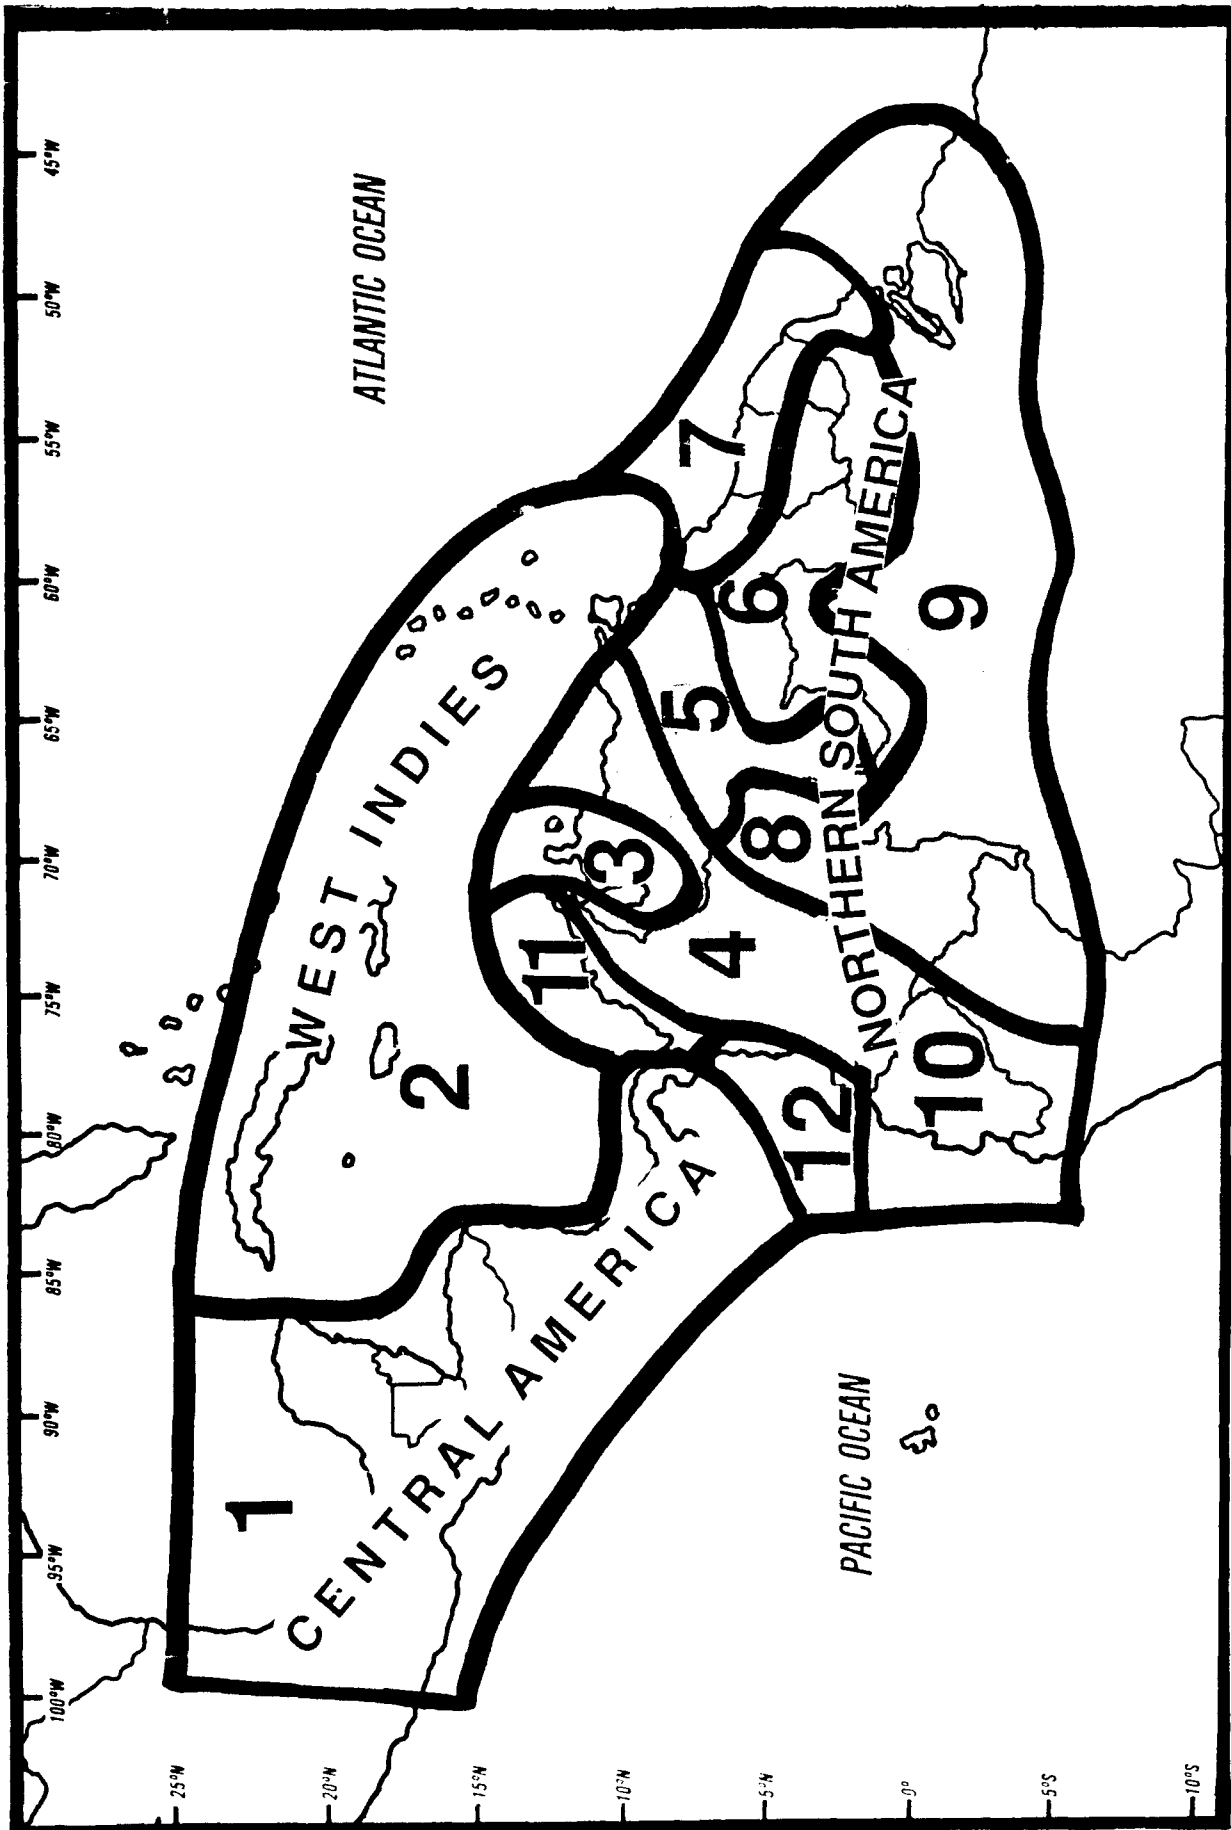 ATLANTIC OCEAN
WEST INDIES
CENTRAL AMERICA
NORTHERN SOUTH AMERICA
PACIFIC OCEAN
1
2
3
4
5
6
7
8
9
10
11
12
25°N
20°N
15°N
10°N
5°N
0°
5°S
10°S
100°W
95°W
90°W
85°W
80°W
75°W
70°W
65°W
60°W
55°W
50°W
45°W